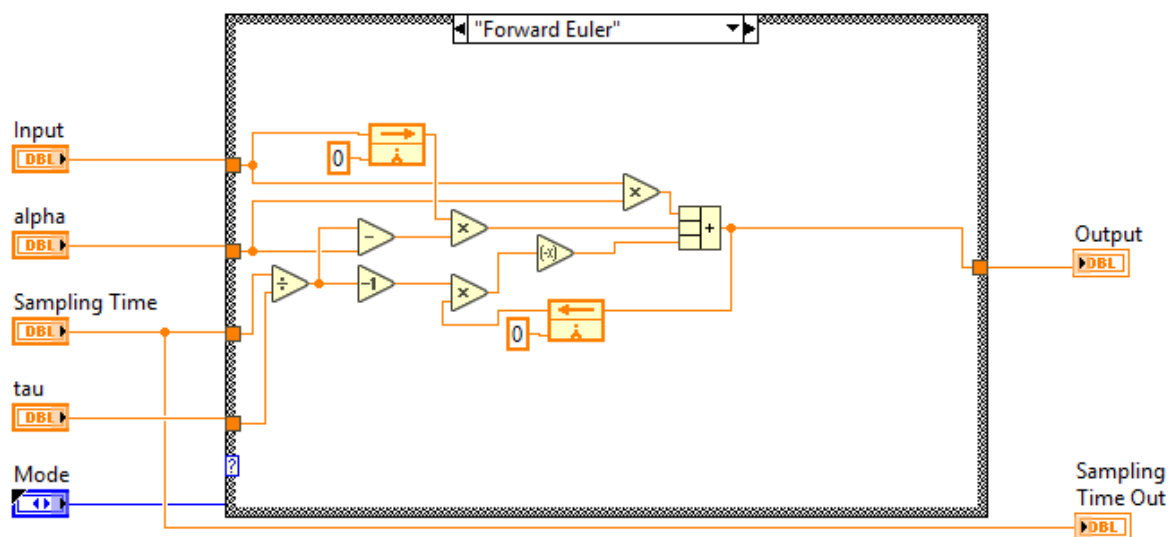 "Forward Euler"
Input
DBL
0
×
alpha
DBL
-
×
+
Output
DBL
(-x)
Sampling Time
DBL
÷
-1
×
0
tau
DBL
?
Mode
Sampling
Time Out
DBL